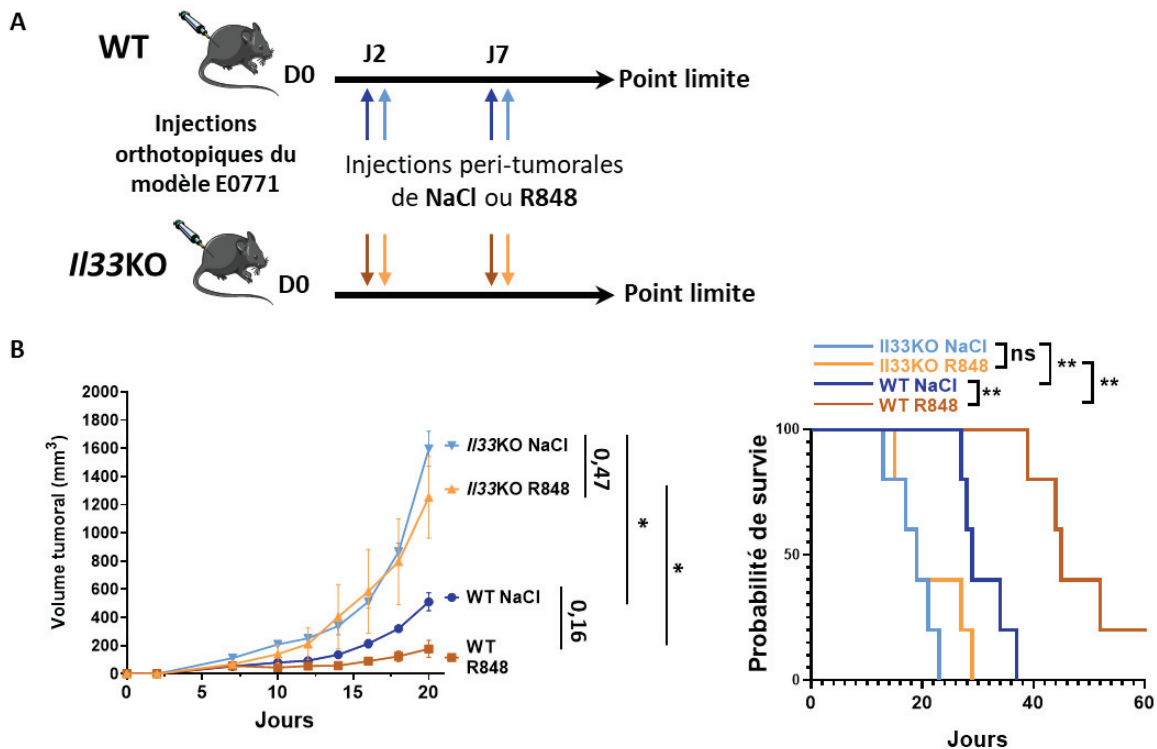 A
WT
D0
J2
J7
Point limite
Injections
orthotopiques du
modèle E0771
Injections peri-tumorales
de NaCl ou R848
Il33KO
D0
Point limite
B
Volume tumoral (mm3)
2000
1800
1600
1400
1200
1000
800
600
400
200
0
0
5
10
15
20
Jours
Il33KO NaCl
Il33KO R848
WT NaCl
WT
R848
0,47
0,16
*
*
Il33KO NaCl
Il33KO R848
WT NaCl
WT R848
ns
**
**
**
Probabilité de survie
100
50
0
0
20
40
60
Jours